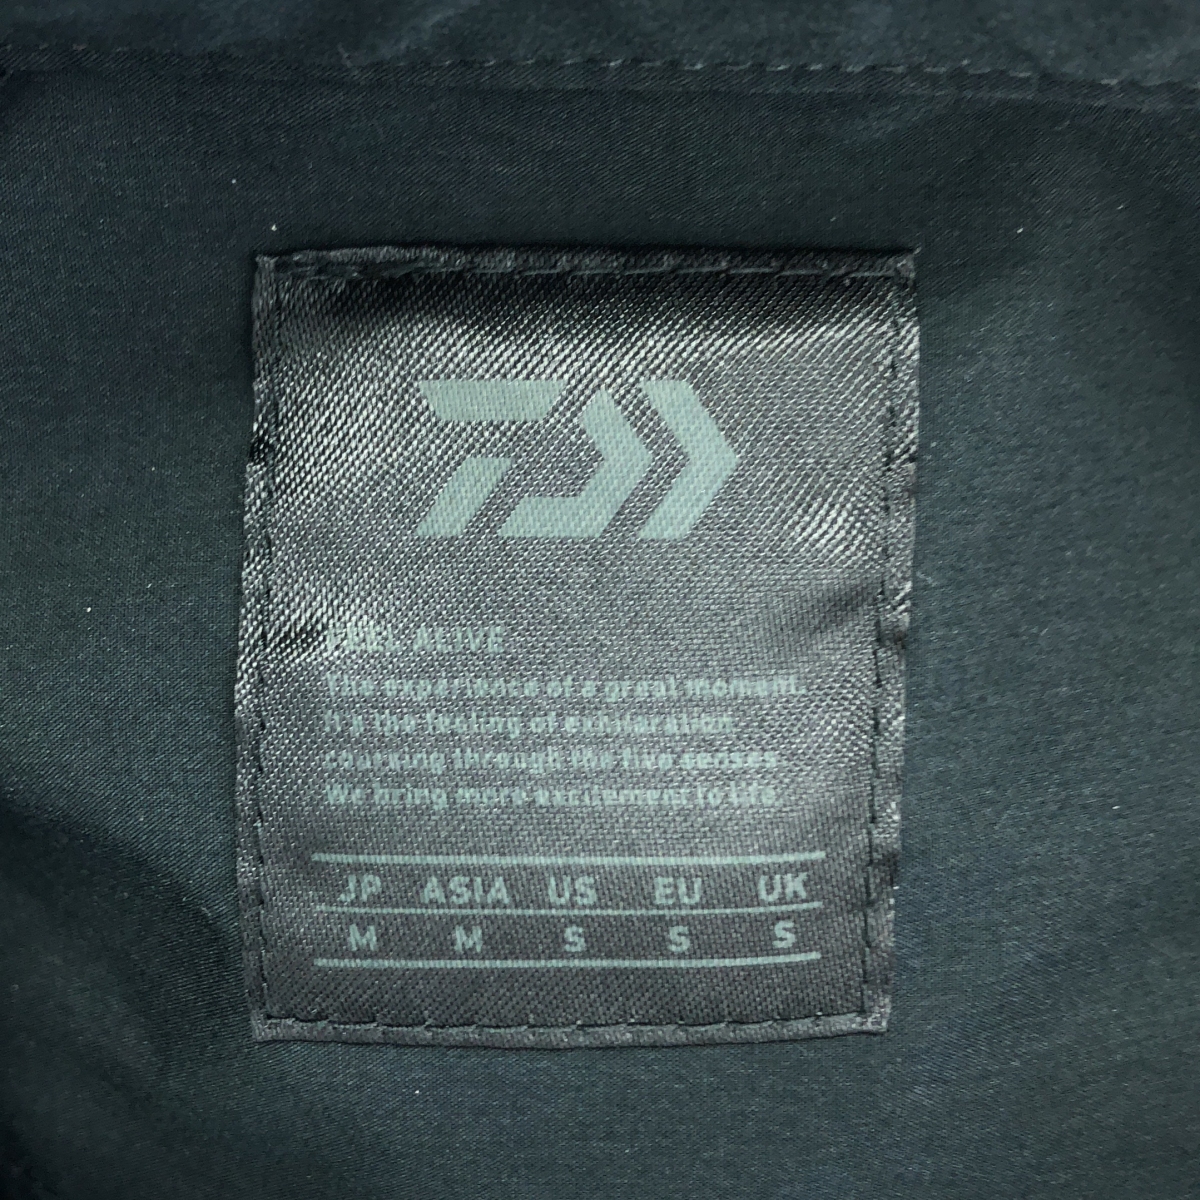 FEEL ALIVE
The experience of a great moment.
It's the feeling of exhilaration
coursing through the five senses.
We bring more excitement to life.
JP ASIA US EU UK
M M S S S